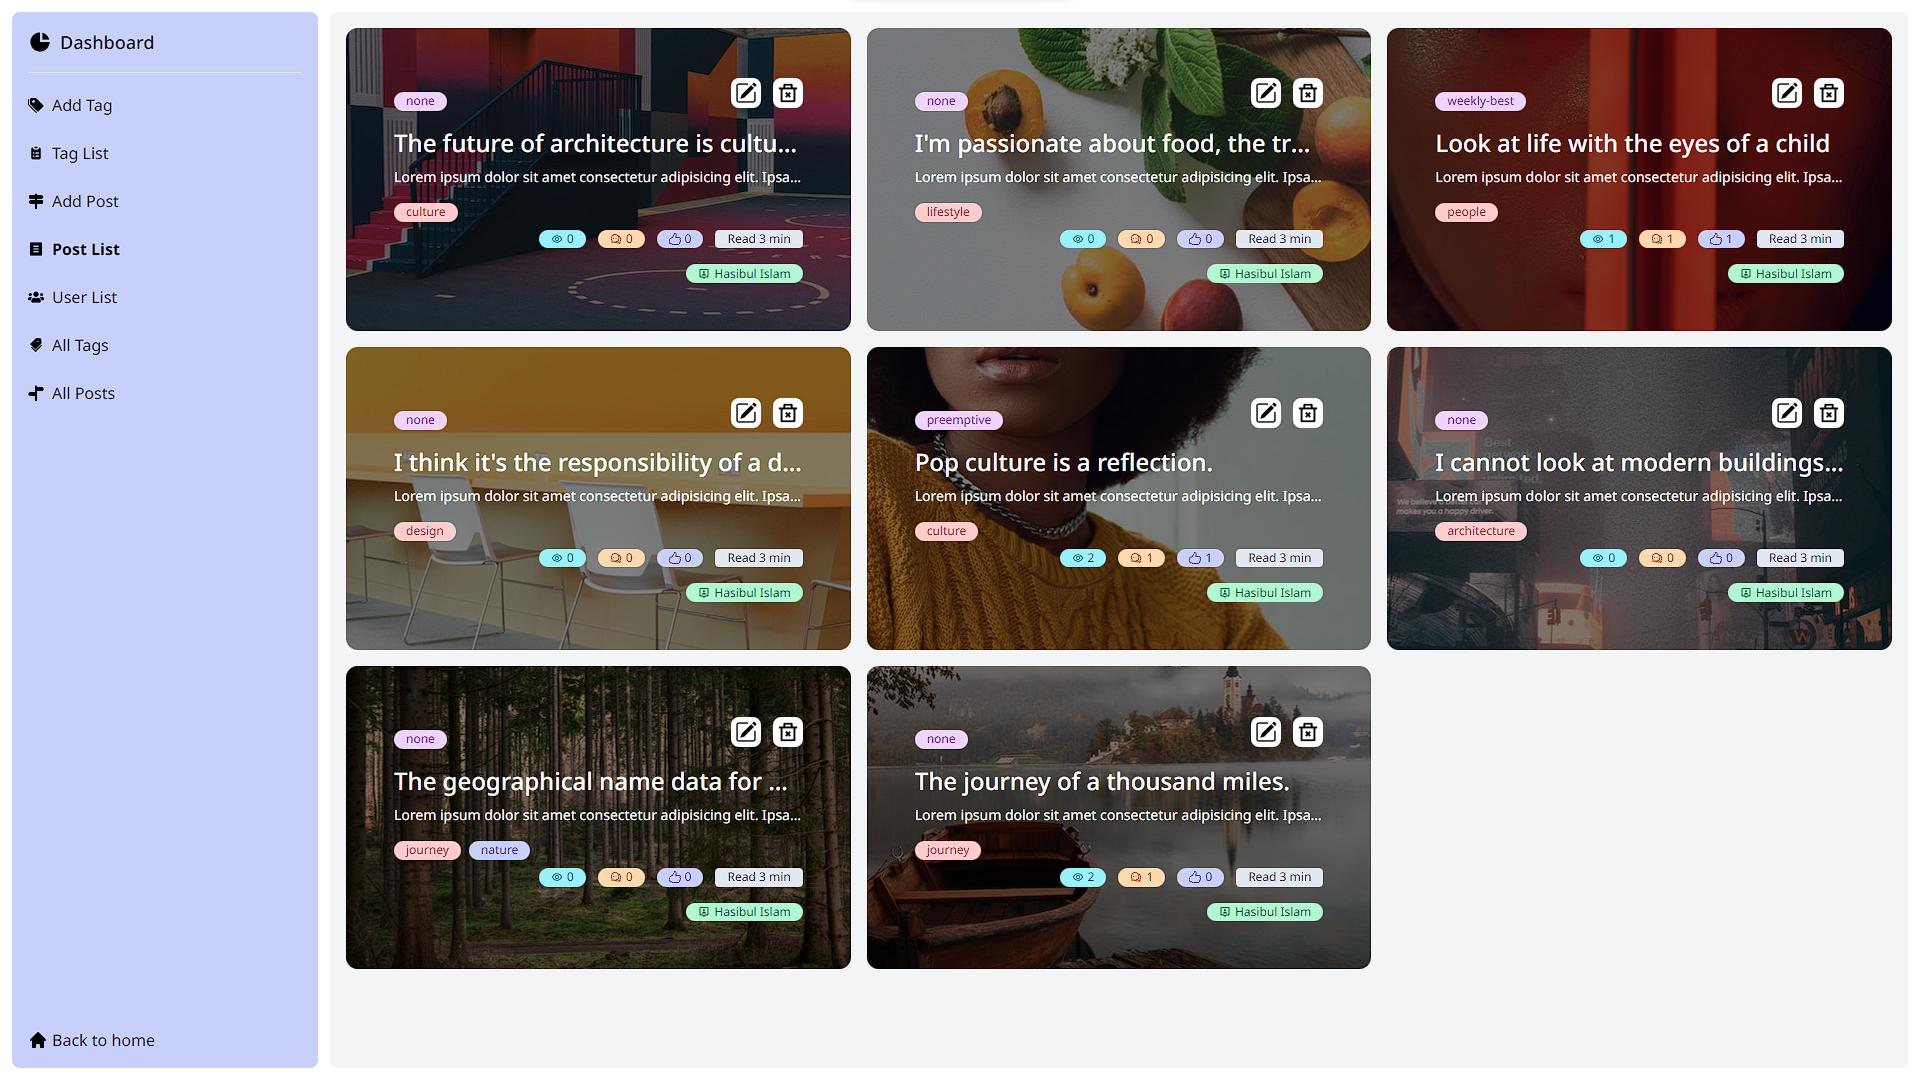 Dashboard
Add Tag
Tag List
Add Post
Post List
User List
All Tags
All Posts
Back to home
none
The future of architecture is cultu...
Lorem ipsum dolor sit amet consectetur adipisicing elit. Ipsa...
culture
0 0 0 Read 3 min
Hasibul Islam
none
I'm passionate about food, the tr...
Lorem ipsum dolor sit amet consectetur adipisicing elit. Ipsa...
lifestyle
0 0 0 Read 3 min
Hasibul Islam
weekly-best
Look at life with the eyes of a child
Lorem ipsum dolor sit amet consectetur adipisicing elit. Ipsa...
people
1 1 1 Read 3 min
Hasibul Islam
none
I think it's the responsibility of a d...
Lorem ipsum dolor sit amet consectetur adipisicing elit. Ipsa...
design
0 0 0 Read 3 min
Hasibul Islam
preemptive
Pop culture is a reflection.
Lorem ipsum dolor sit amet consectetur adipisicing elit. Ipsa...
culture
2 1 1 Read 3 min
Hasibul Islam
none
I cannot look at modern buildings...
Lorem ipsum dolor sit amet consectetur adipisicing elit. Ipsa...
architecture
0 0 0 Read 3 min
Hasibul Islam
Best
makes you a happy driver.
none
The geographical name data for ...
Lorem ipsum dolor sit amet consectetur adipisicing elit. Ipsa...
journey nature
0 0 0 Read 3 min
Hasibul Islam
none
The journey of a thousand miles.
Lorem ipsum dolor sit amet consectetur adipisicing elit. Ipsa...
journey
2 1 0 Read 3 min
Hasibul Islam